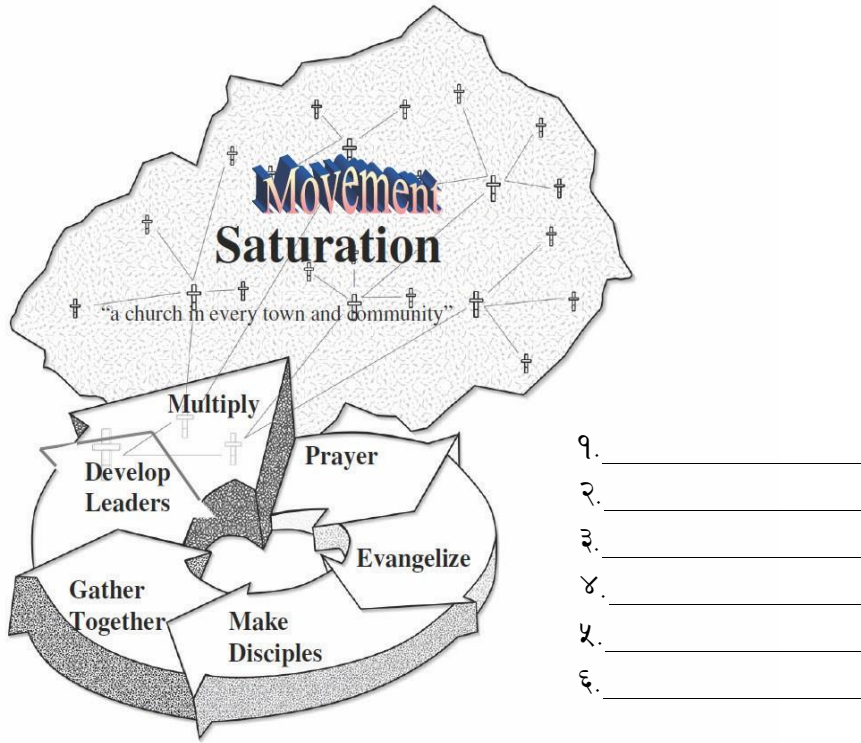 Movement
Saturation
“a church in every town and community”
Multiply
Prayer
Develop
Leaders
Evangelize
Gather
Together
Make
Disciples
१.
२.
३.
४.
५.
६.